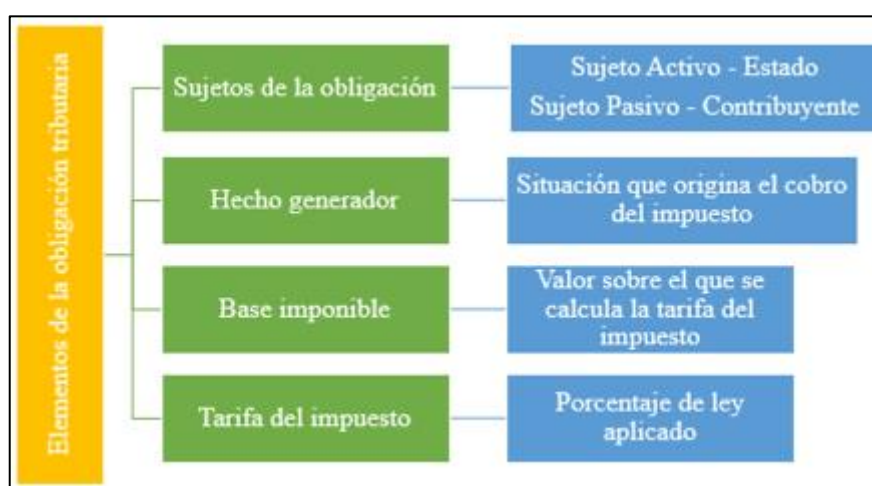 Elementos de la obligación tributaria
Sujetos de la obligación
Sujeto Activo - Estado
Sujeto Pasivo - Contribuyente
Hecho generador
Situación que origina el cobro
del impuesto
Base imponible
Valor sobre el que se
calcula la tarifa del
impuesto
Tarifa del impuesto
Porcentaje de ley
aplicado